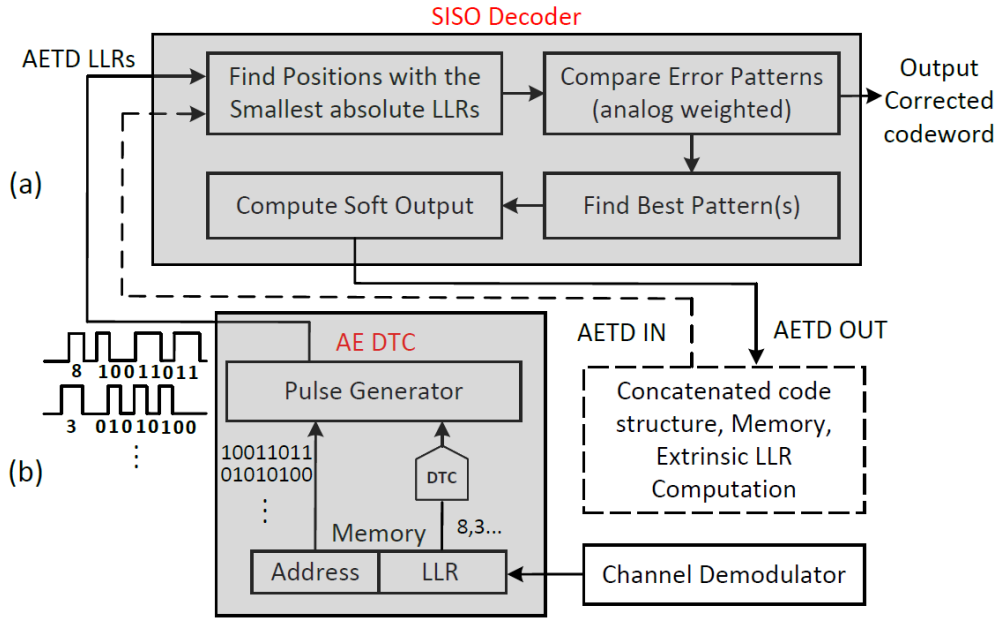 SISO Decoder
AETD LLRs
Find Positions with the
Smallest absolute LLRs
Compare Error Patterns
(analog weighted)
Output
Corrected
codeword
(a)
Compute Soft Output
Find Best Pattern(s)
AETD IN
AETD OUT
AE DTC
8 10011011
3 01010100
⋮
Pulse Generator
Concatenated code
structure, Memory,
Extrinsic LLR
Computation
(b)
10011011
01010100
⋮
DTC
8,3...
Memory
Address
LLR
Channel Demodulator